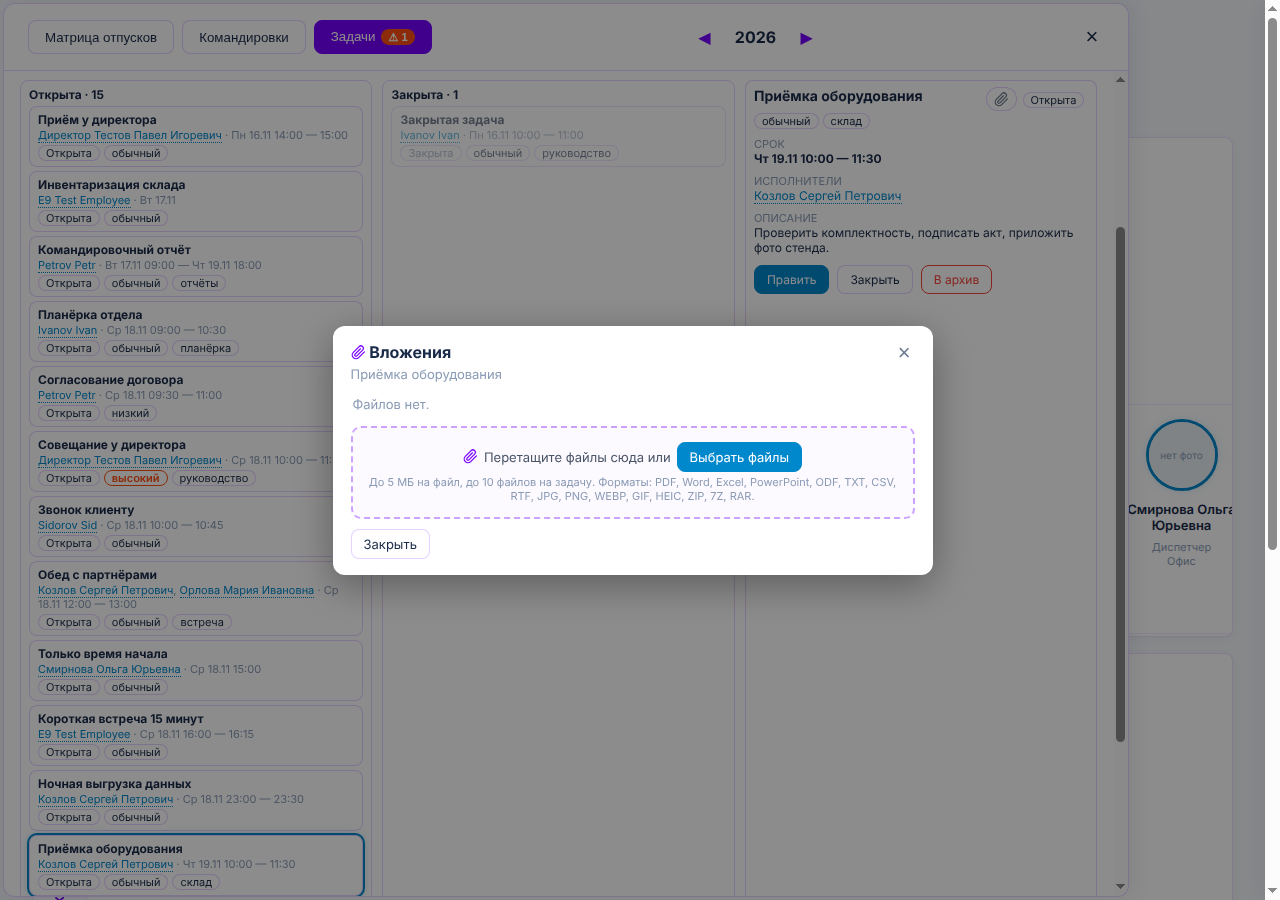 Матрица отпусков
Командировки
Задачи ⚠ 1
◀ 2026 ▶
×
Открыта · 15
Приём у директора
Директор Тестов Павел Игоревич · Пн 16.11 14:00 — 15:00
Открыта обычный
Инвентаризация склада
E9 Test Employee · Вт 17.11
Открыта обычный
Командировочный отчёт
Petrov Petr · Вт 17.11 09:00 — Чт 19.11 18:00
Открыта обычный отчёты
Планёрка отдела
Ivanov Ivan · Ср 18.11 09:00 — 10:30
Открыта обычный планёрка
Согласование договора
Petrov Petr · Ср 18.11 09:30 — 11:00
Открыта низкий
Совещание у директора
Директор Тестов Павел Игоревич · Ср 18.11 10:00 — 11:
Открыта высокий руководство
Звонок клиенту
Sidorov Sid · Ср 18.11 10:00 — 10:45
Открыта обычный
Обед с партнёрами
Козлов Сергей Петрович, Орлова Мария Ивановна · Ср
18.11 12:00 — 13:00
Открыта обычный встреча
Только время начала
Смирнова Ольга Юрьевна · Ср 18.11 15:00
Открыта обычный
Короткая встреча 15 минут
E9 Test Employee · Ср 18.11 16:00 — 16:15
Открыта обычный
Ночная выгрузка данных
Козлов Сергей Петрович · Ср 18.11 23:00 — 23:30
Открыта обычный
Приёмка оборудования
Козлов Сергей Петрович · Чт 19.11 10:00 — 11:30
Открыта обычный склад
Закрыта · 1
Закрытая задача
Ivanov Ivan · Пн 16.11 10:00 — 11:00
Закрыта обычный руководство
Приёмка оборудования
Открыта
обычный склад
СРОК
Чт 19.11 10:00 — 11:30
ИСПОЛНИТЕЛИ
Козлов Сергей Петрович
ОПИСАНИЕ
Проверить комплектность, подписать акт, приложить
фото стенда.
Править Закрыть В архив
Вложения
×
Приёмка оборудования
Файлов нет.
Перетащите файлы сюда или Выбрать файлы
До 5 МБ на файл, до 10 файлов на задачу. Форматы: PDF, Word, Excel, PowerPoint, ODF, TXT, CSV,
RTF, JPG, PNG, WEBP, GIF, HEIC, ZIP, 7Z, RAR.
Закрыть
нет фото
Смирнова Ольга
Юрьевна
Диспетчер
Офис